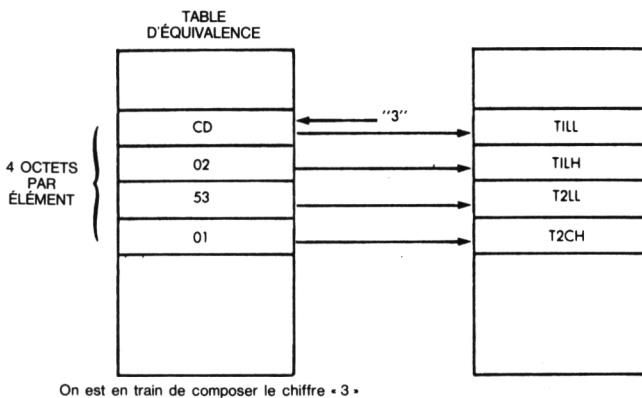 TABLE
D'ÉQUIVALENCE
"3"
CD
TILL
02
TILH
53
T2LL
01
T2CH
4 OCTETS
PAR
ÉLÉMENT
On est en train de composer le chiffre « 3 »